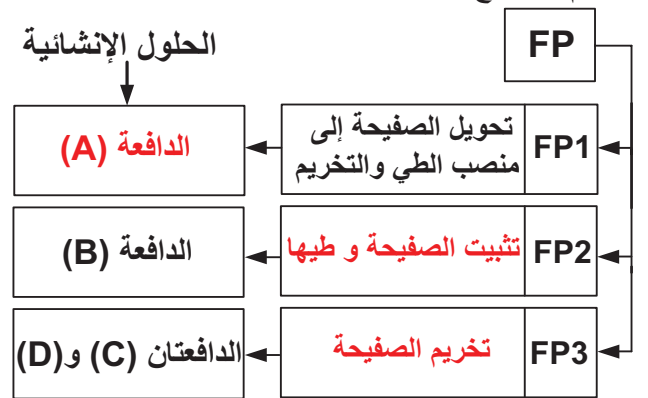 FP
الحلول الإنشائية
FP1
تحويل الصفيحة إلى
منصب الطي والتخريم
الدافعة (A)
FP2
تثبيت الصفيحة و طيها
الدافعة (B)
FP3
تخريم الصفيحة
الدافعتان (C) و(D)